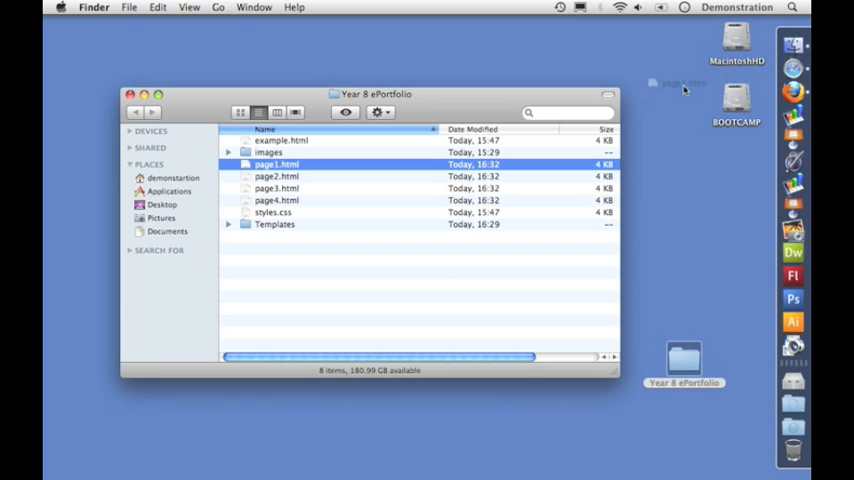 Finder File Edit View Go Window Help Demonstration
MacintoshHD
page1.html
BOOTCAMP
Year 8 ePortfolio
Name Date Modified Size
DEVICES
SHARED
PLACES
demonstartion
Applications
Desktop
Pictures
Documents
SEARCH FOR
example.html Today, 15:47 4 KB
images Today, 15:29 --
page1.html Today, 16:32 4 KB
page2.html Today, 16:32 4 KB
page3.html Today, 16:32 4 KB
page4.html Today, 16:32 4 KB
styles.css Today, 15:47 4 KB
Templates Today, 16:29 --
8 items, 180.99 GB available
Year 8 ePortfolio
Dw
Fl
Ps
Ai